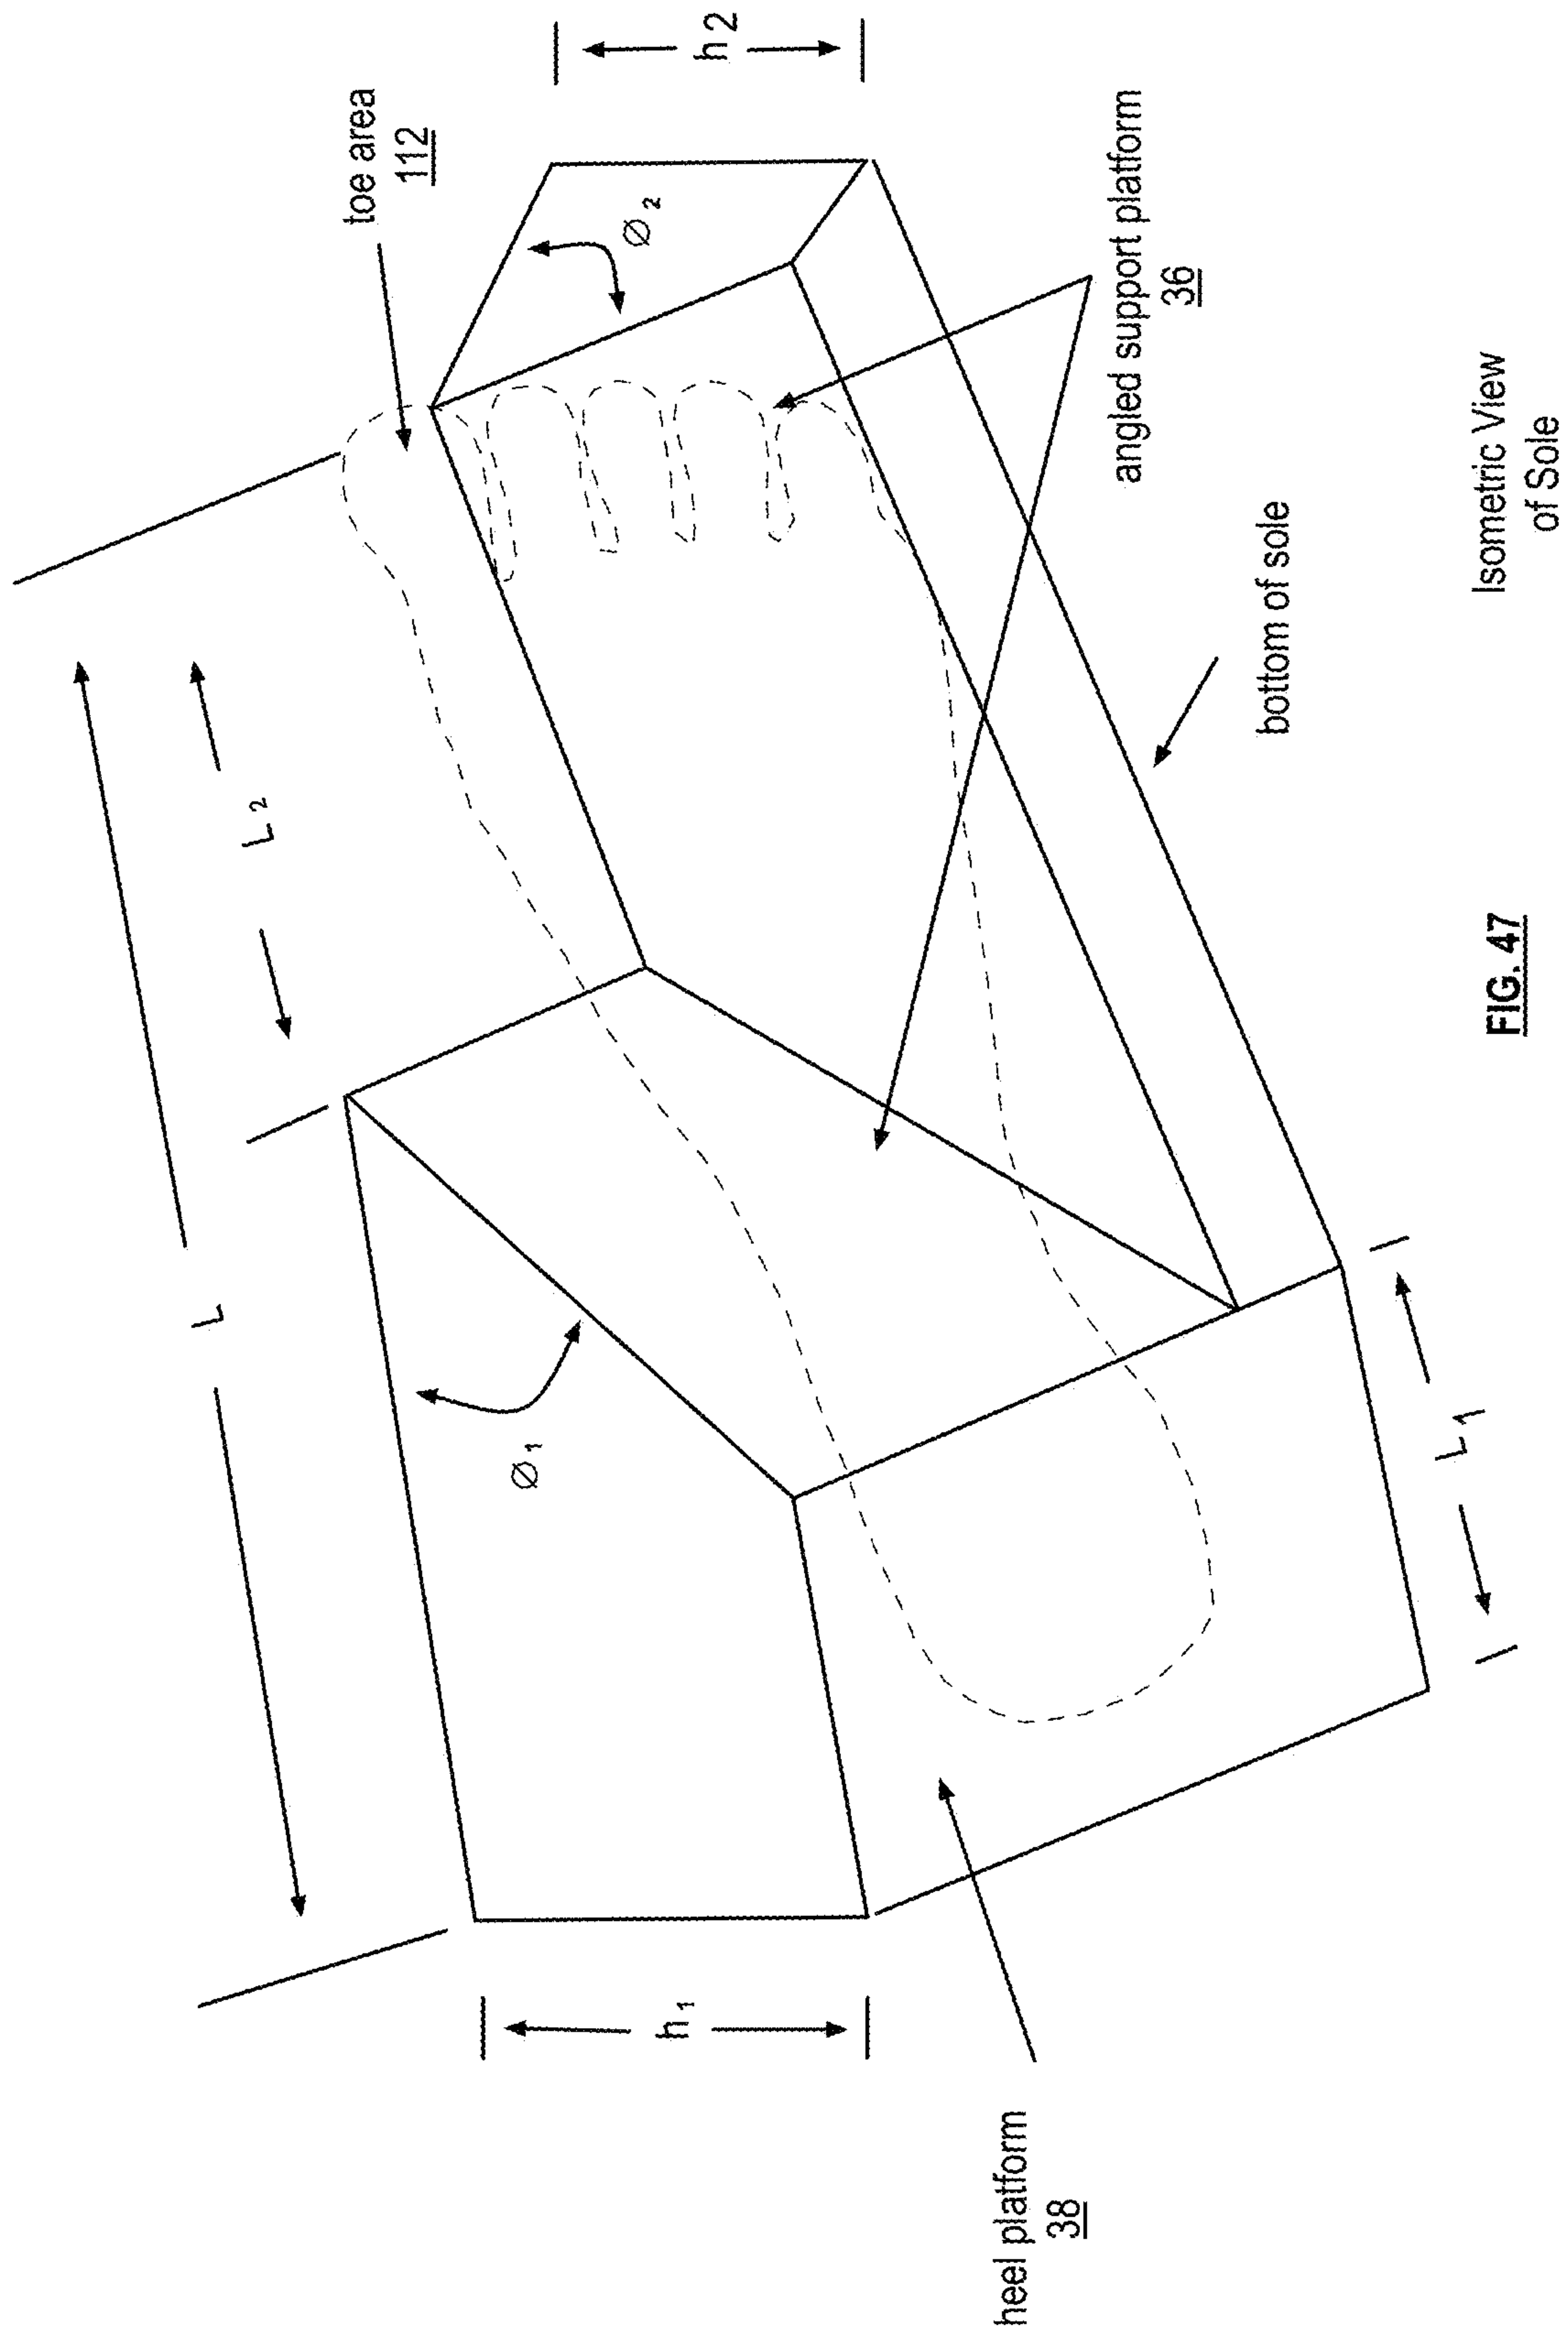 toe area
112
h2
Ø2
L
L2
Ø1
h1
angled support platform
36
bottom of sole
L1
heel platform
38
Isometric View
of Sole
FIG. 47